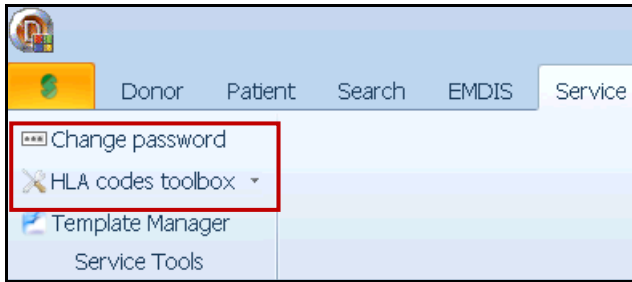 Donor Patient Search EMDIS Service
Change password
HLA codes toolbox
Template Manager
Service Tools